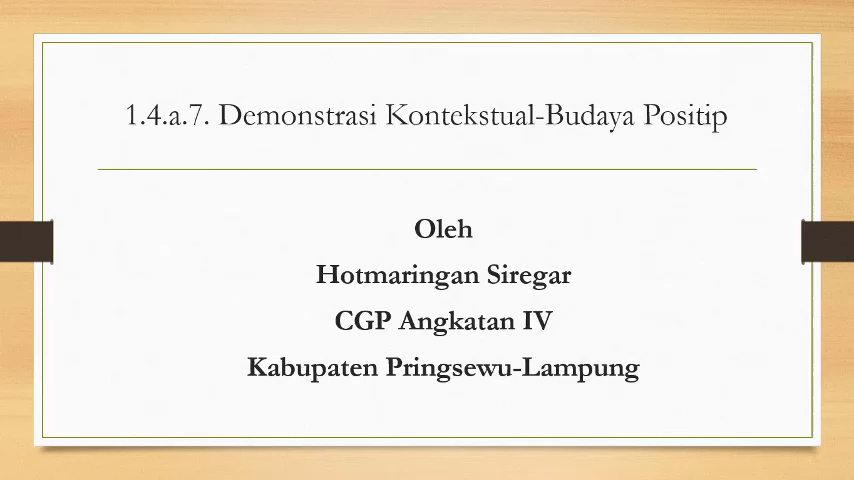 1.4.a.7. Demonstrasi Kontekstual-Budaya Positip
Oleh
Hotmaringan Siregar
CGP Angkatan IV
Kabupaten Pringsewu-Lampung